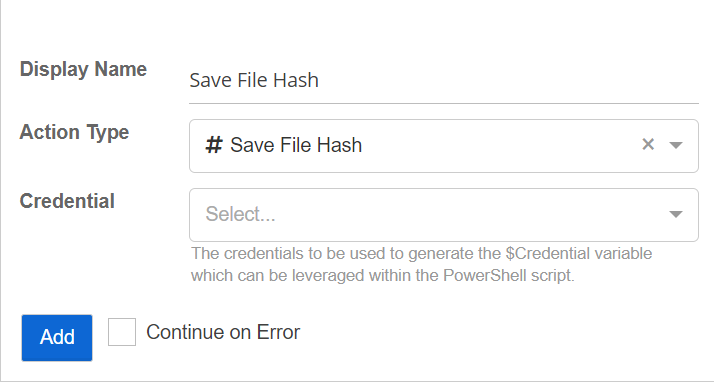 Display Name
Save File Hash
Action Type
# Save File Hash
Credential
Select...
The credentials to be used to generate the $Credential variable
which can be leveraged within the PowerShell script.
Add Continue on Error